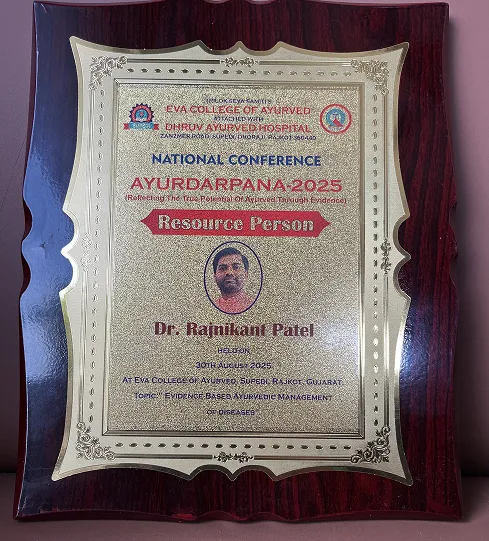 EVA COLLEGE OF AYURVED
ATTACHED WITH
DHRUV AYURVED HOSPITAL
NATIONAL CONFERENCE
AYURDARPANA-2025
(Reflecting The True Potential Of Ayurved Through Evidence)
Resource Person
Dr. Rajnikant Patel
HELD ON
30TH AUGUST 2025
AT EVA COLLEGE OF AYURVED, SUPEDI, RAJKOT, GUJARAT.
TOPIC:" EVIDENCE BASED AYURVEDIC MANAGEMENT
OF DISEASES"